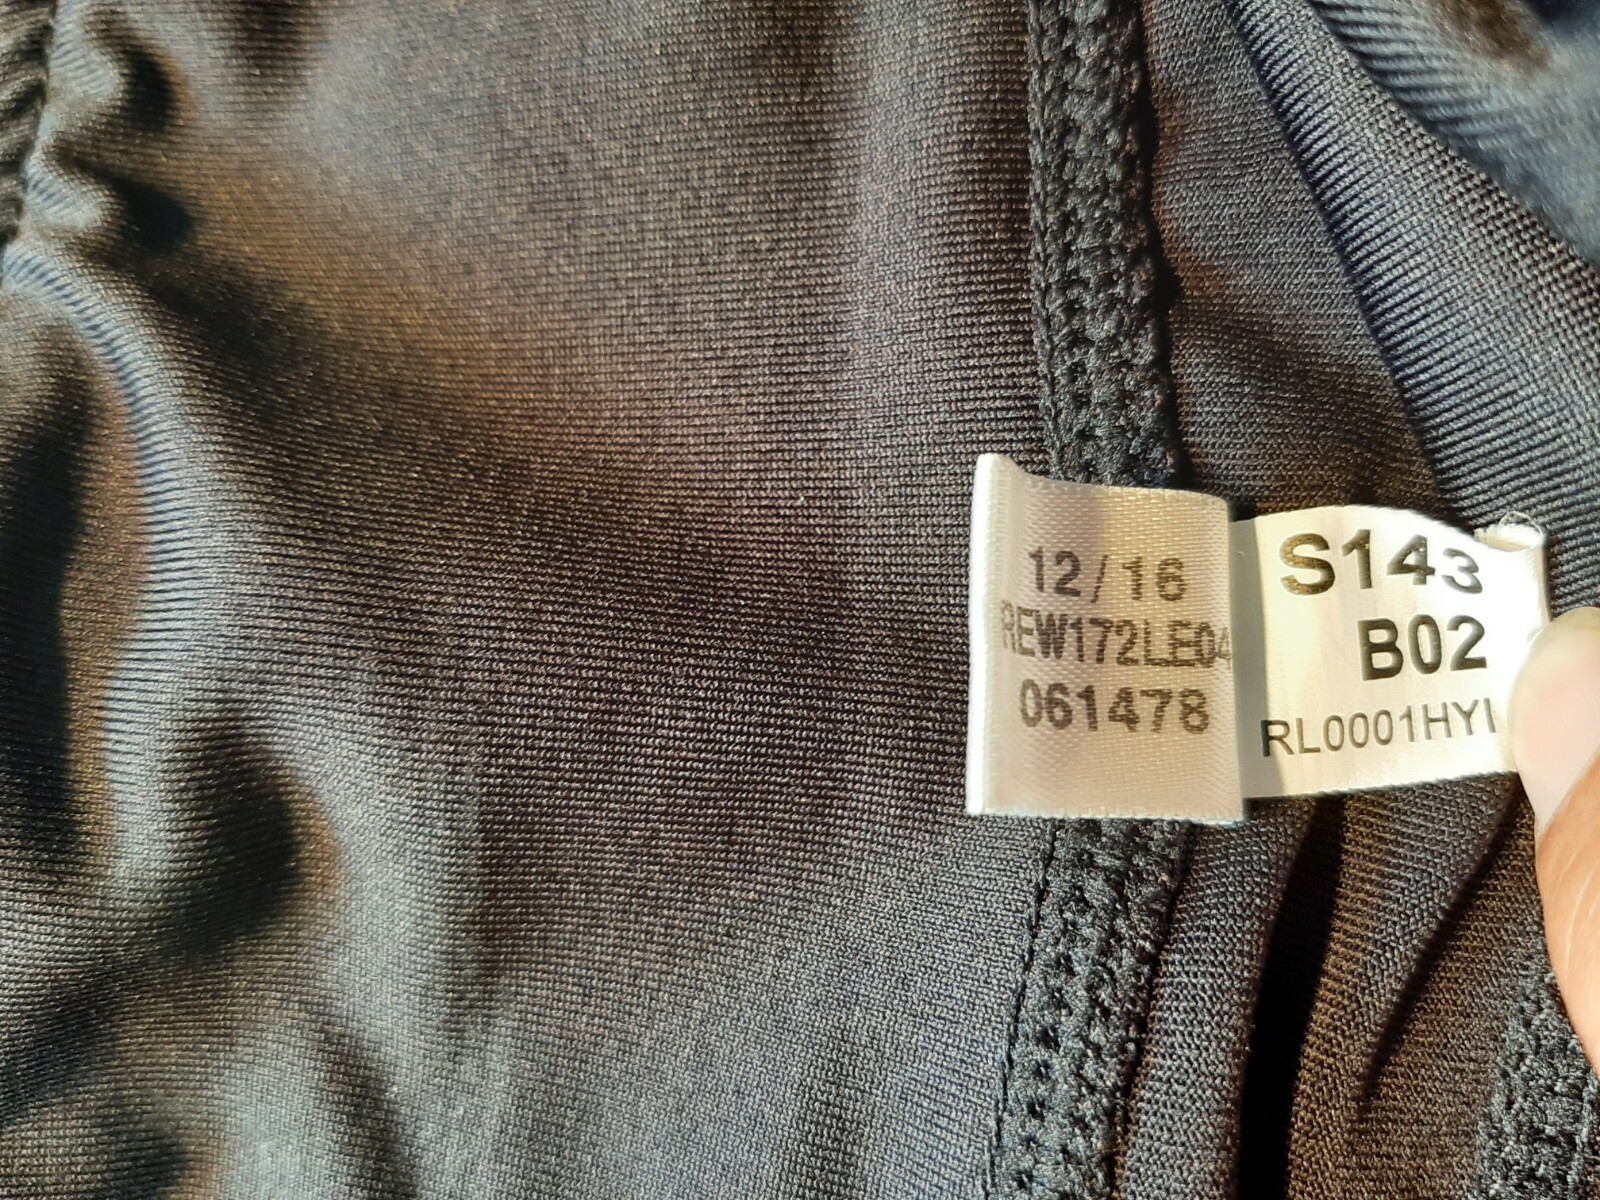 12/16
REW172LE04
061478
S143
B02
RL0001HYI